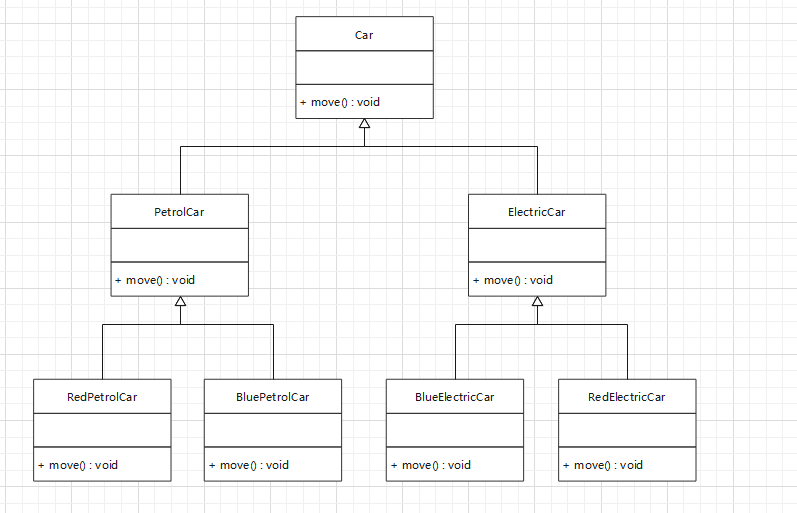 Car
+ move() : void
PetrolCar
ElectricCar
+ move() : void
+ move() : void
RedPetrolCar
BluePetrolCar
BlueElectricCar
RedElectricCar
+ move() : void
+ move() : void
+ move() : void
+ move() : void